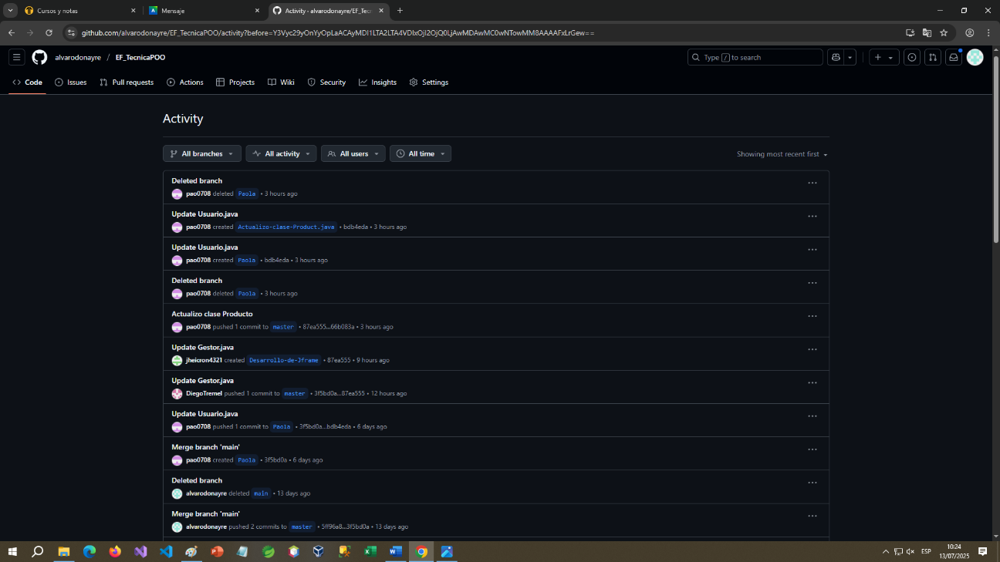 Cursos y notas
Mensaje
Activity · alvarodonayre/EF_Tecn
github.com/alvarodonayre/EF_TecnicaPOO/activity?before=Y3Vyc29yOnYyOpLaACAyMDI1LTA2LTA4VDIxOjI2OjQ0LjAwMDAwMC0wNTowMM8AAAAFxLrGew==
alvarodonayre / EF_TecnicaPOO
Type / to search
Code
Issues
Pull requests
Actions
Projects
Wiki
Security
Insights
Settings
Activity
All branches
All activity
All users
All time
Showing most recent first
Deleted branch
pao0708 deleted Paola • 3 hours ago
Update Usuario.java
pao0708 created Actualizo-clase-Product.java • bdb4eda • 3 hours ago
Update Usuario.java
pao0708 created Paola • bdb4eda • 3 hours ago
Deleted branch
pao0708 deleted Paola • 3 hours ago
Actualizo clase Producto
pao0708 pushed 1 commit to master • 87ea555...66b083a • 3 hours ago
Update Gestor.java
jheicron4321 created Desarrollo-de-Jframe • 87ea555 • 9 hours ago
Update Gestor.java
DiegoTremel pushed 1 commit to master • 3f5bd0a...87ea555 • 12 hours ago
Update Usuario.java
pao0708 pushed 1 commit to Paola • 3f5bd0a...bdb4eda • 6 days ago
Merge branch 'main'
pao0708 created Paola • 3f5bd0a • 6 days ago
Deleted branch
alvarodonayre deleted main • 13 days ago
Merge branch 'main'
alvarodonayre pushed 2 commits to master • 5ff96a8...3f5bd0a • 13 days ago
ESP
10:24
13/07/2025